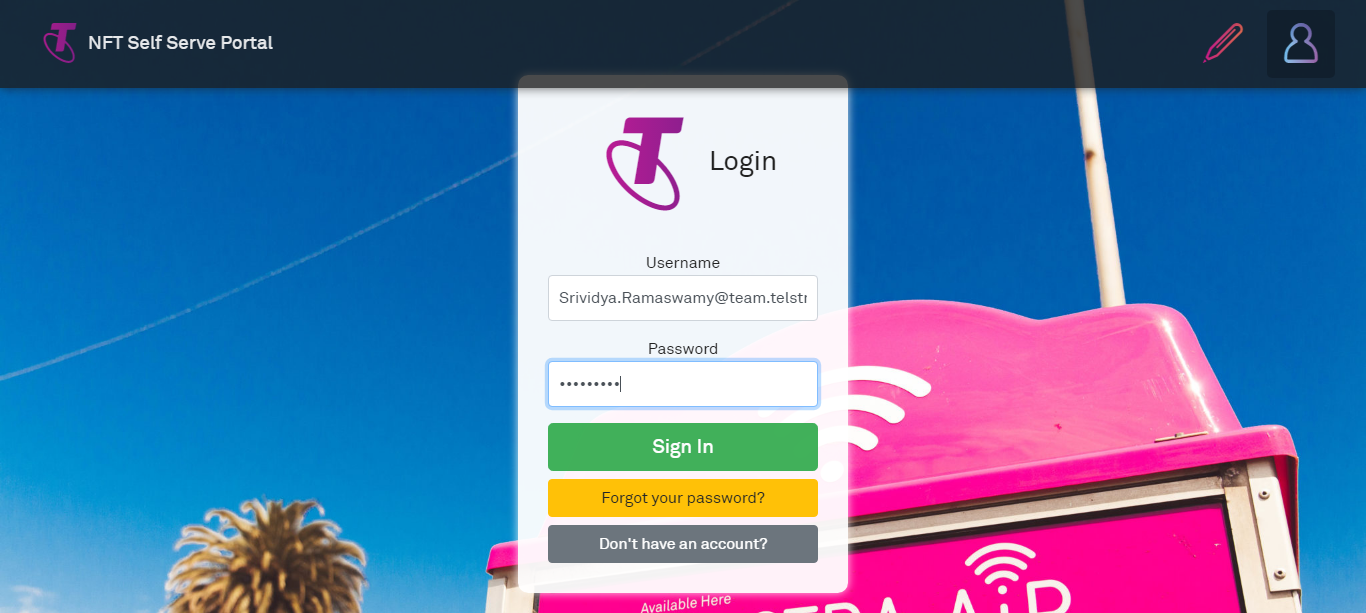 NFT Self Serve Portal
Login
Username
Srividya.Ramaswamy@team.telstr
Password
•••••••••
Sign In
Forgot your password?
Don't have an account?
Available Here
AiR